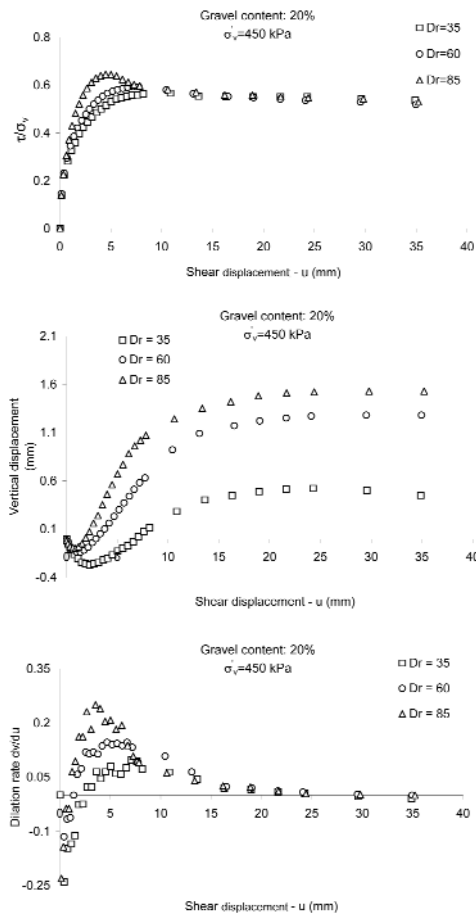 Gravel content: 20%
σ'v=450 kPa
□ Dr=35
○ Dr=60
△ Dr=85
0.8
0.6
0.4
0.2
0
τ/σv
0 5 10 15 20 25 30 35 40
Shear displacement - u (mm)
Gravel content: 20%
σ'v=450 kPa
□ Dr = 35
○ Dr = 60
△ Dr = 85
2.1
1.6
1.1
0.6
0.1
-0.4
Vertical displacement
(mm)
0 10 20 30 40
Shear displacement - u (mm)
Gravel content: 20%
σ'v=450 kPa
□ Dr = 35
○ Dr = 60
△ Dr = 85
0.35
0.2
0.05
-0.1
-0.25
Dilation rate dv/du
0 5 10 15 20 25 30 35 40
Shear displacement - u (mm)